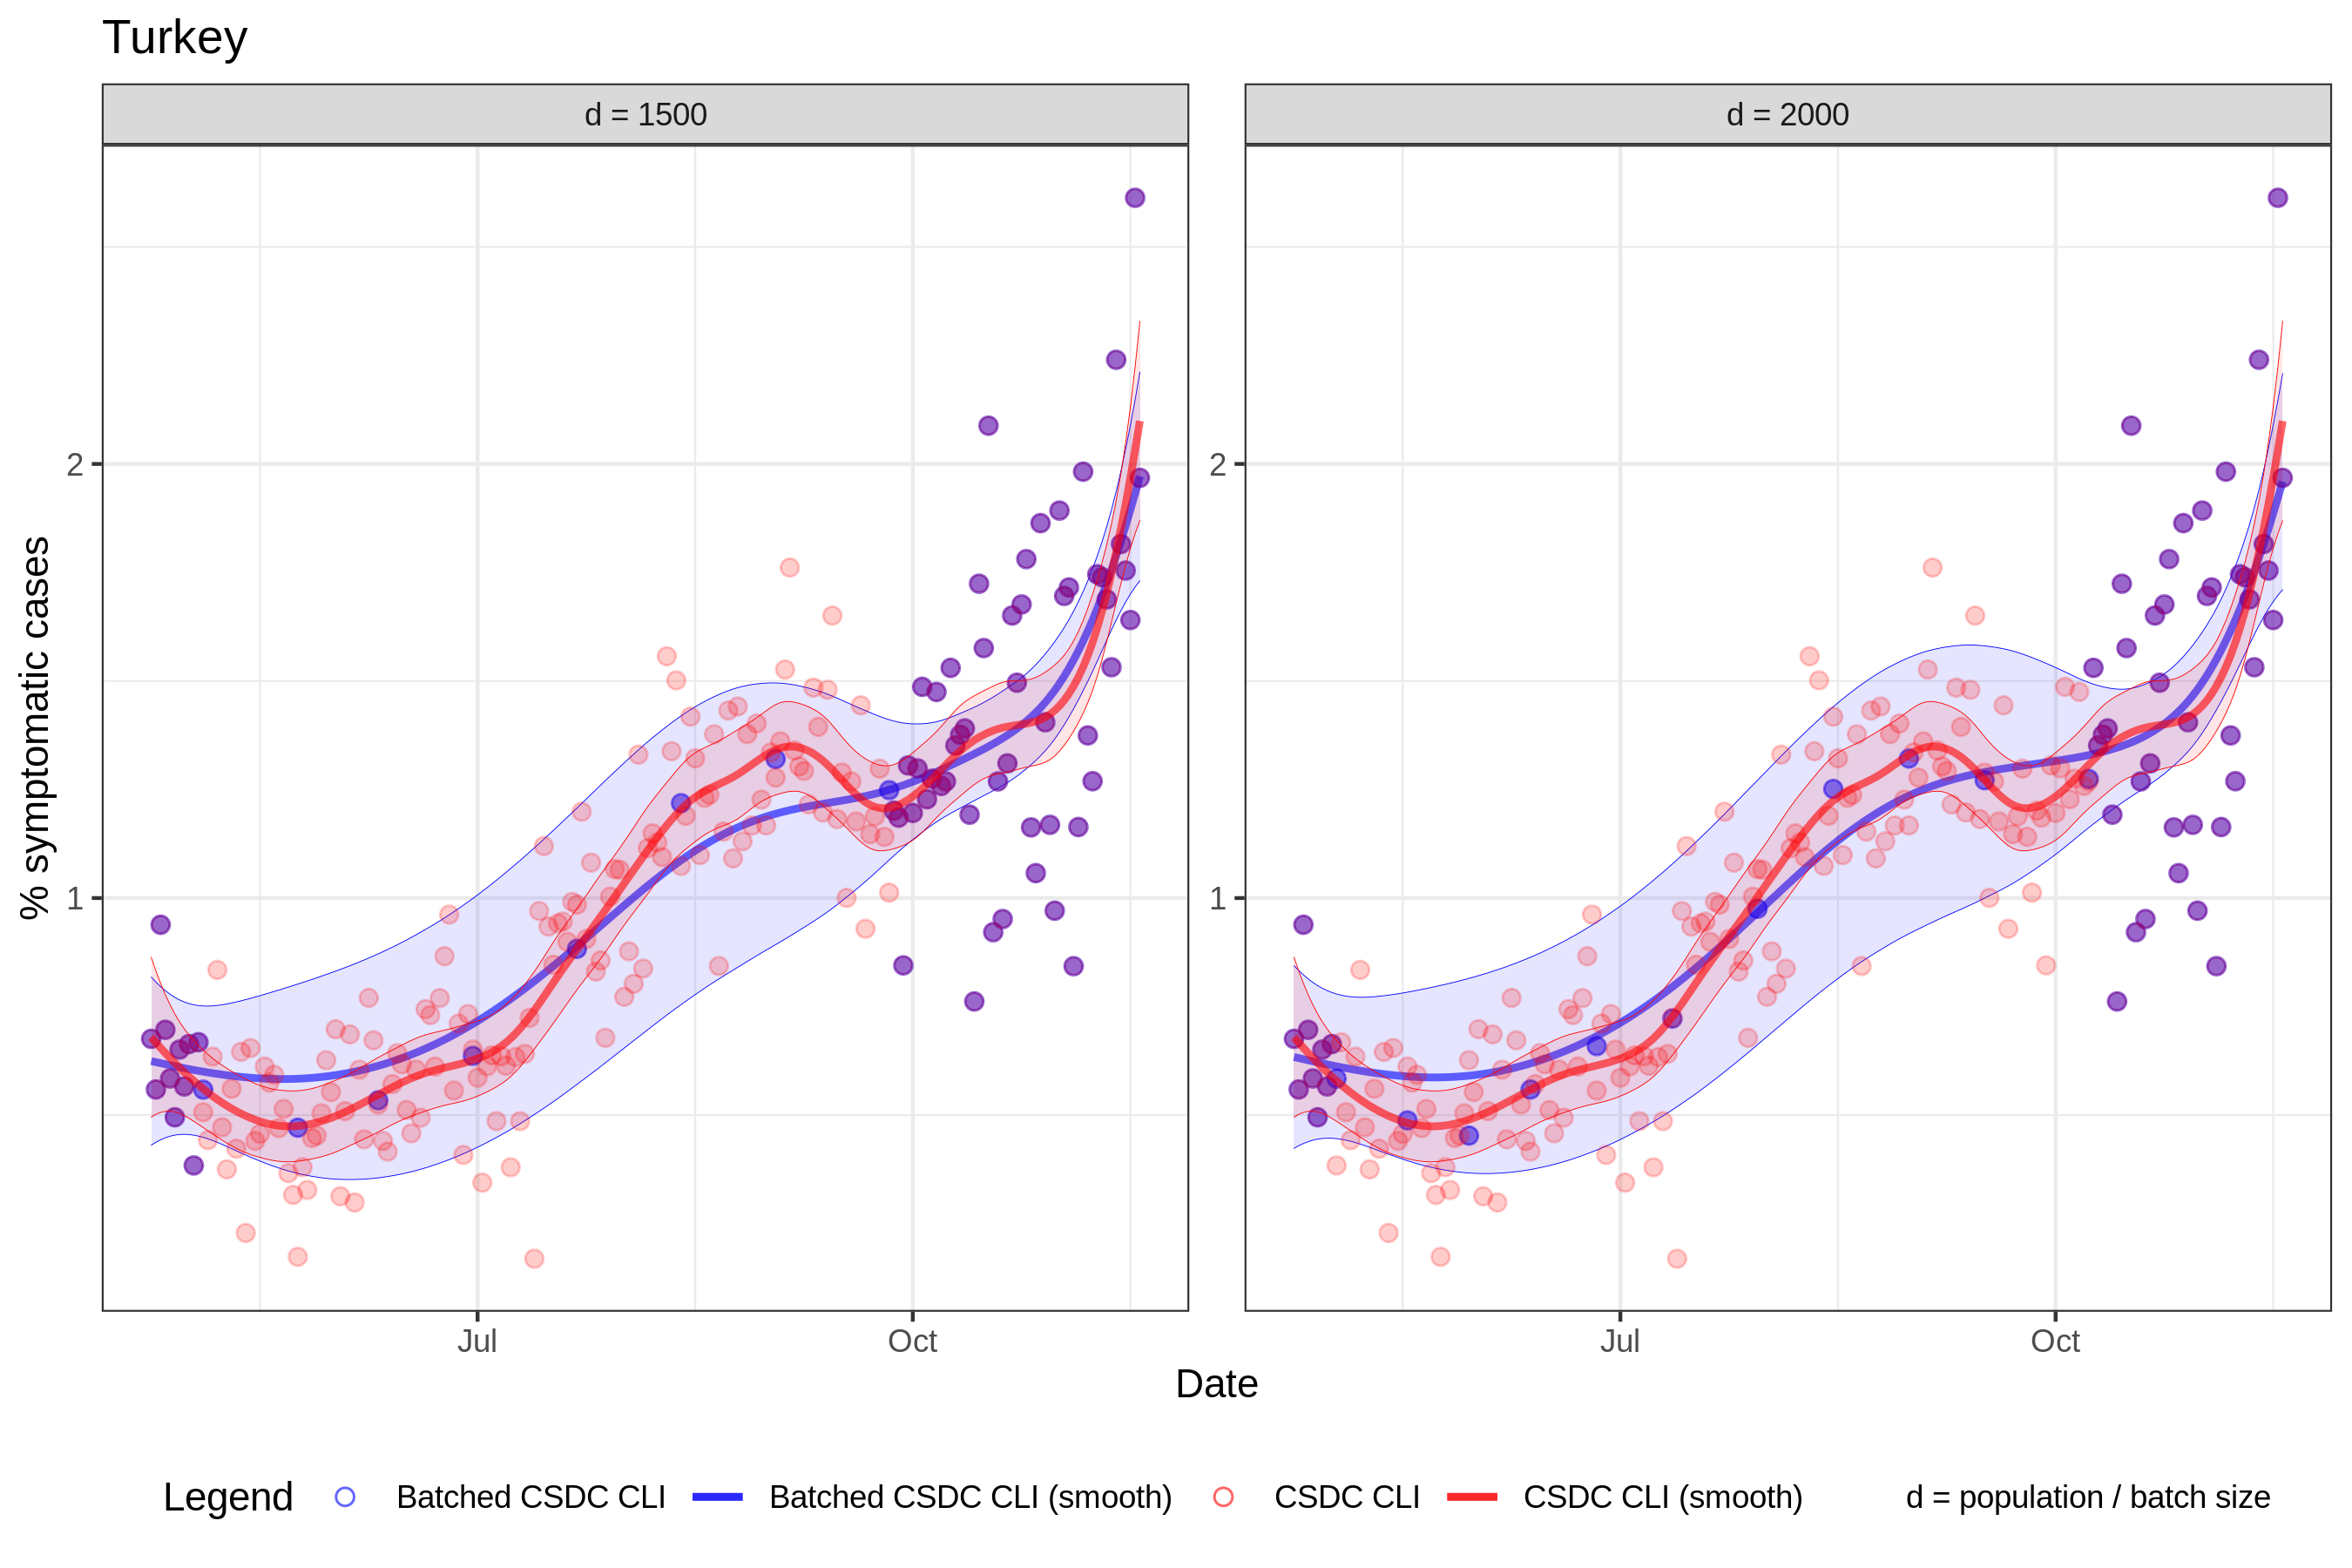 Turkey
d = 1500
d = 2000
% symptomatic cases
2
1
2
1
Jul
Oct
Jul
Oct
Date
Legend
Batched CSDC CLI
Batched CSDC CLI (smooth)
CSDC CLI
CSDC CLI (smooth)
d = population / batch size